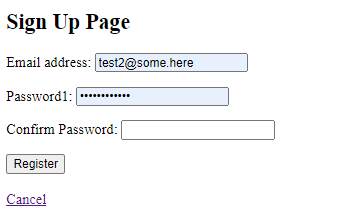 Sign Up Page
Email address: test2@some.here
Password1: ••••••••••••
Confirm Password:
Register
Cancel